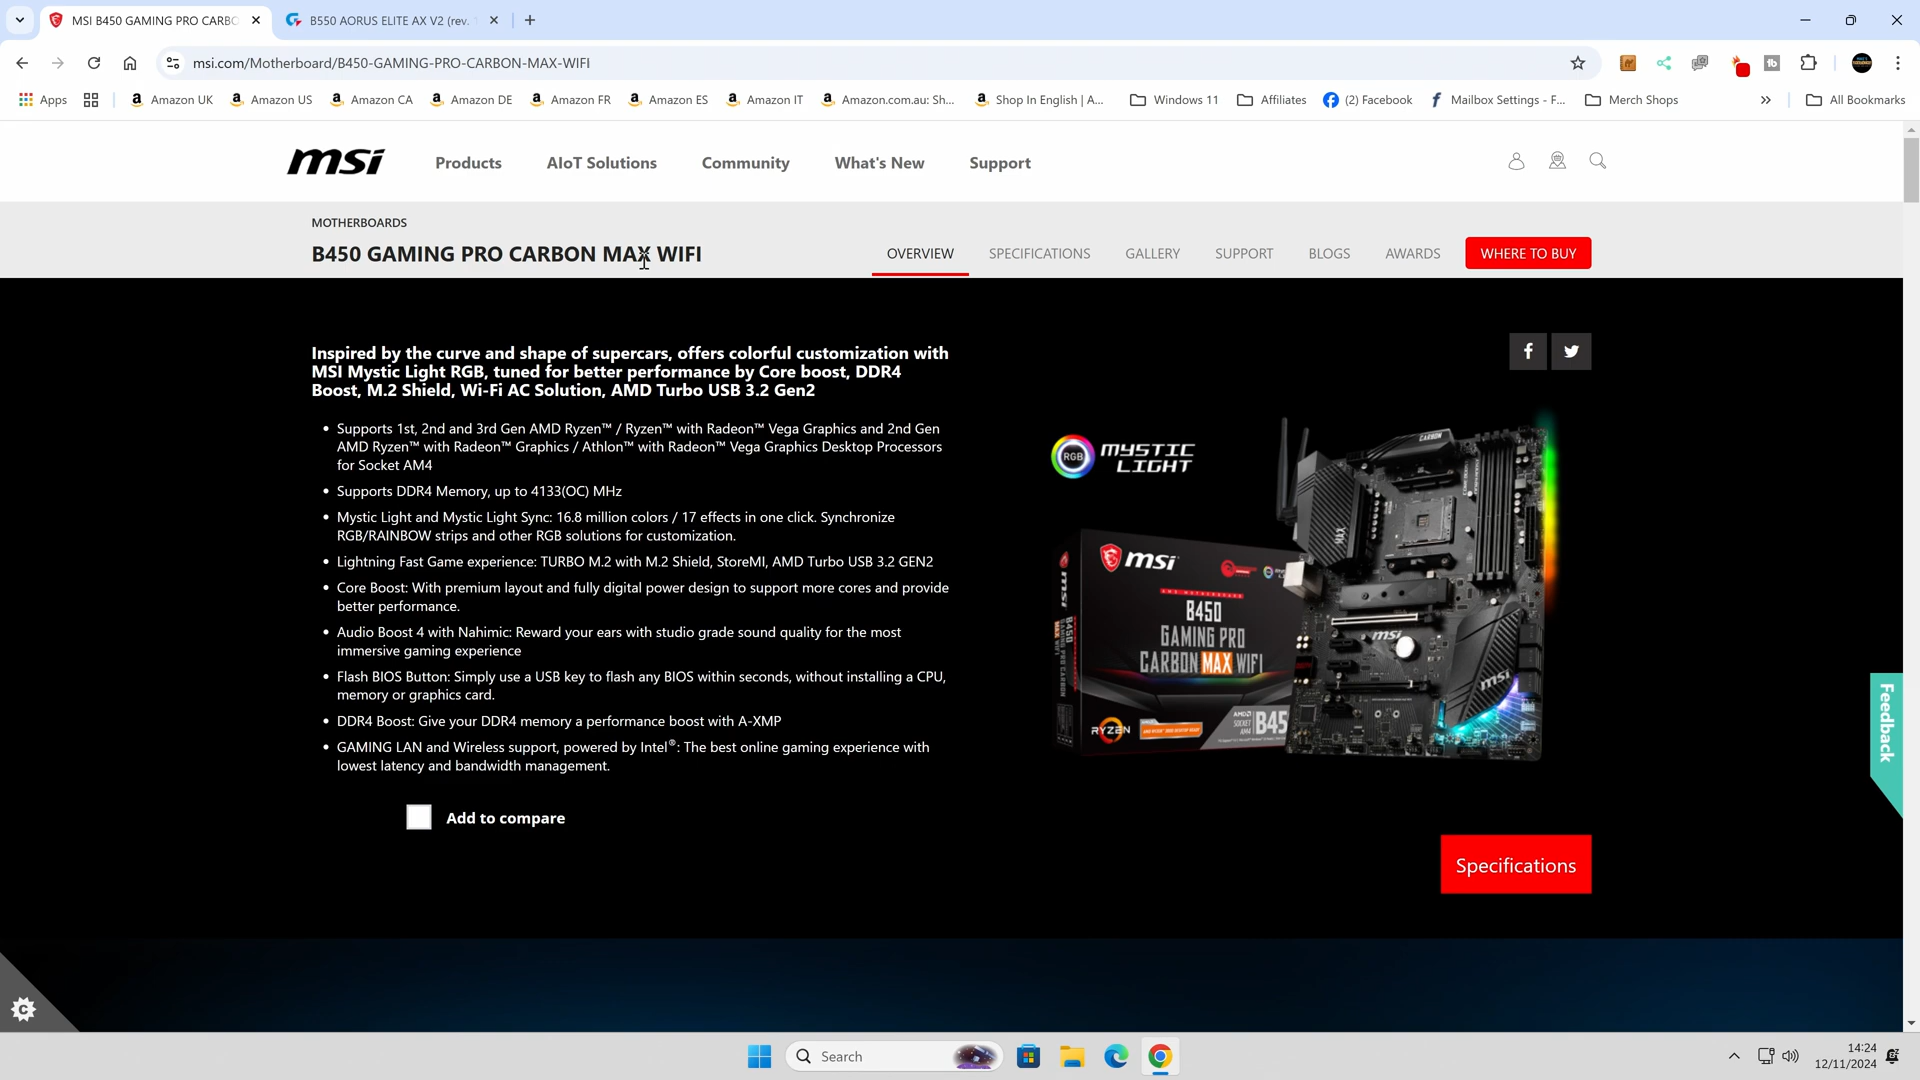 MSI B450 GAMING PRO CARBO
B550 AORUS ELITE AX V2 (rev.
msi.com/Motherboard/B450-GAMING-PRO-CARBON-MAX-WIFI
Apps
Amazon UK
Amazon US
Amazon CA
Amazon DE
Amazon FR
Amazon ES
Amazon IT
Amazon.com.au: Sh...
Shop In English | A...
Windows 11
Affiliates
(2) Facebook
Mailbox Settings - F...
Merch Shops
All Bookmarks
msi
Products
AIoT Solutions
Community
What's New
Support
MOTHERBOARDS
B450 GAMING PRO CARBON MAX WIFI
OVERVIEW
SPECIFICATIONS
GALLERY
SUPPORT
BLOGS
AWARDS
WHERE TO BUY
Inspired by the curve and shape of supercars, offers colorful customization with
MSI Mystic Light RGB, tuned for better performance by Core boost, DDR4
Boost, M.2 Shield, Wi-Fi AC Solution, AMD Turbo USB 3.2 Gen2
• Supports 1st, 2nd and 3rd Gen AMD Ryzen™ / Ryzen™ with Radeon™ Vega Graphics and 2nd Gen
AMD Ryzen™ with Radeon™ Graphics / Athlon™ with Radeon™ Vega Graphics Desktop Processors
for Socket AM4
• Supports DDR4 Memory, up to 4133(OC) MHz
• Mystic Light and Mystic Light Sync: 16.8 million colors / 17 effects in one click. Synchronize
RGB/RAINBOW strips and other RGB solutions for customization.
• Lightning Fast Game experience: TURBO M.2 with M.2 Shield, StoreMI, AMD Turbo USB 3.2 GEN2
• Core Boost: With premium layout and fully digital power design to support more cores and provide
better performance.
• Audio Boost 4 with Nahimic: Reward your ears with studio grade sound quality for the most
immersive gaming experience
• Flash BIOS Button: Simply use a USB key to flash any BIOS within seconds, without installing a CPU,
memory or graphics card.
• DDR4 Boost: Give your DDR4 memory a performance boost with A-XMP
• GAMING LAN and Wireless support, powered by Intel®: The best online gaming experience with
lowest latency and bandwidth management.
Add to compare
RGB
MYSTIC
LIGHT
CARBON
MAX
msi
B450
GAMING PRO
CARBON MAX WIFI
RYZEN
AMD
SOCKET
AM4
B45
msi
msi
Specifications
Feedback
Search
14:24
12/11/2024